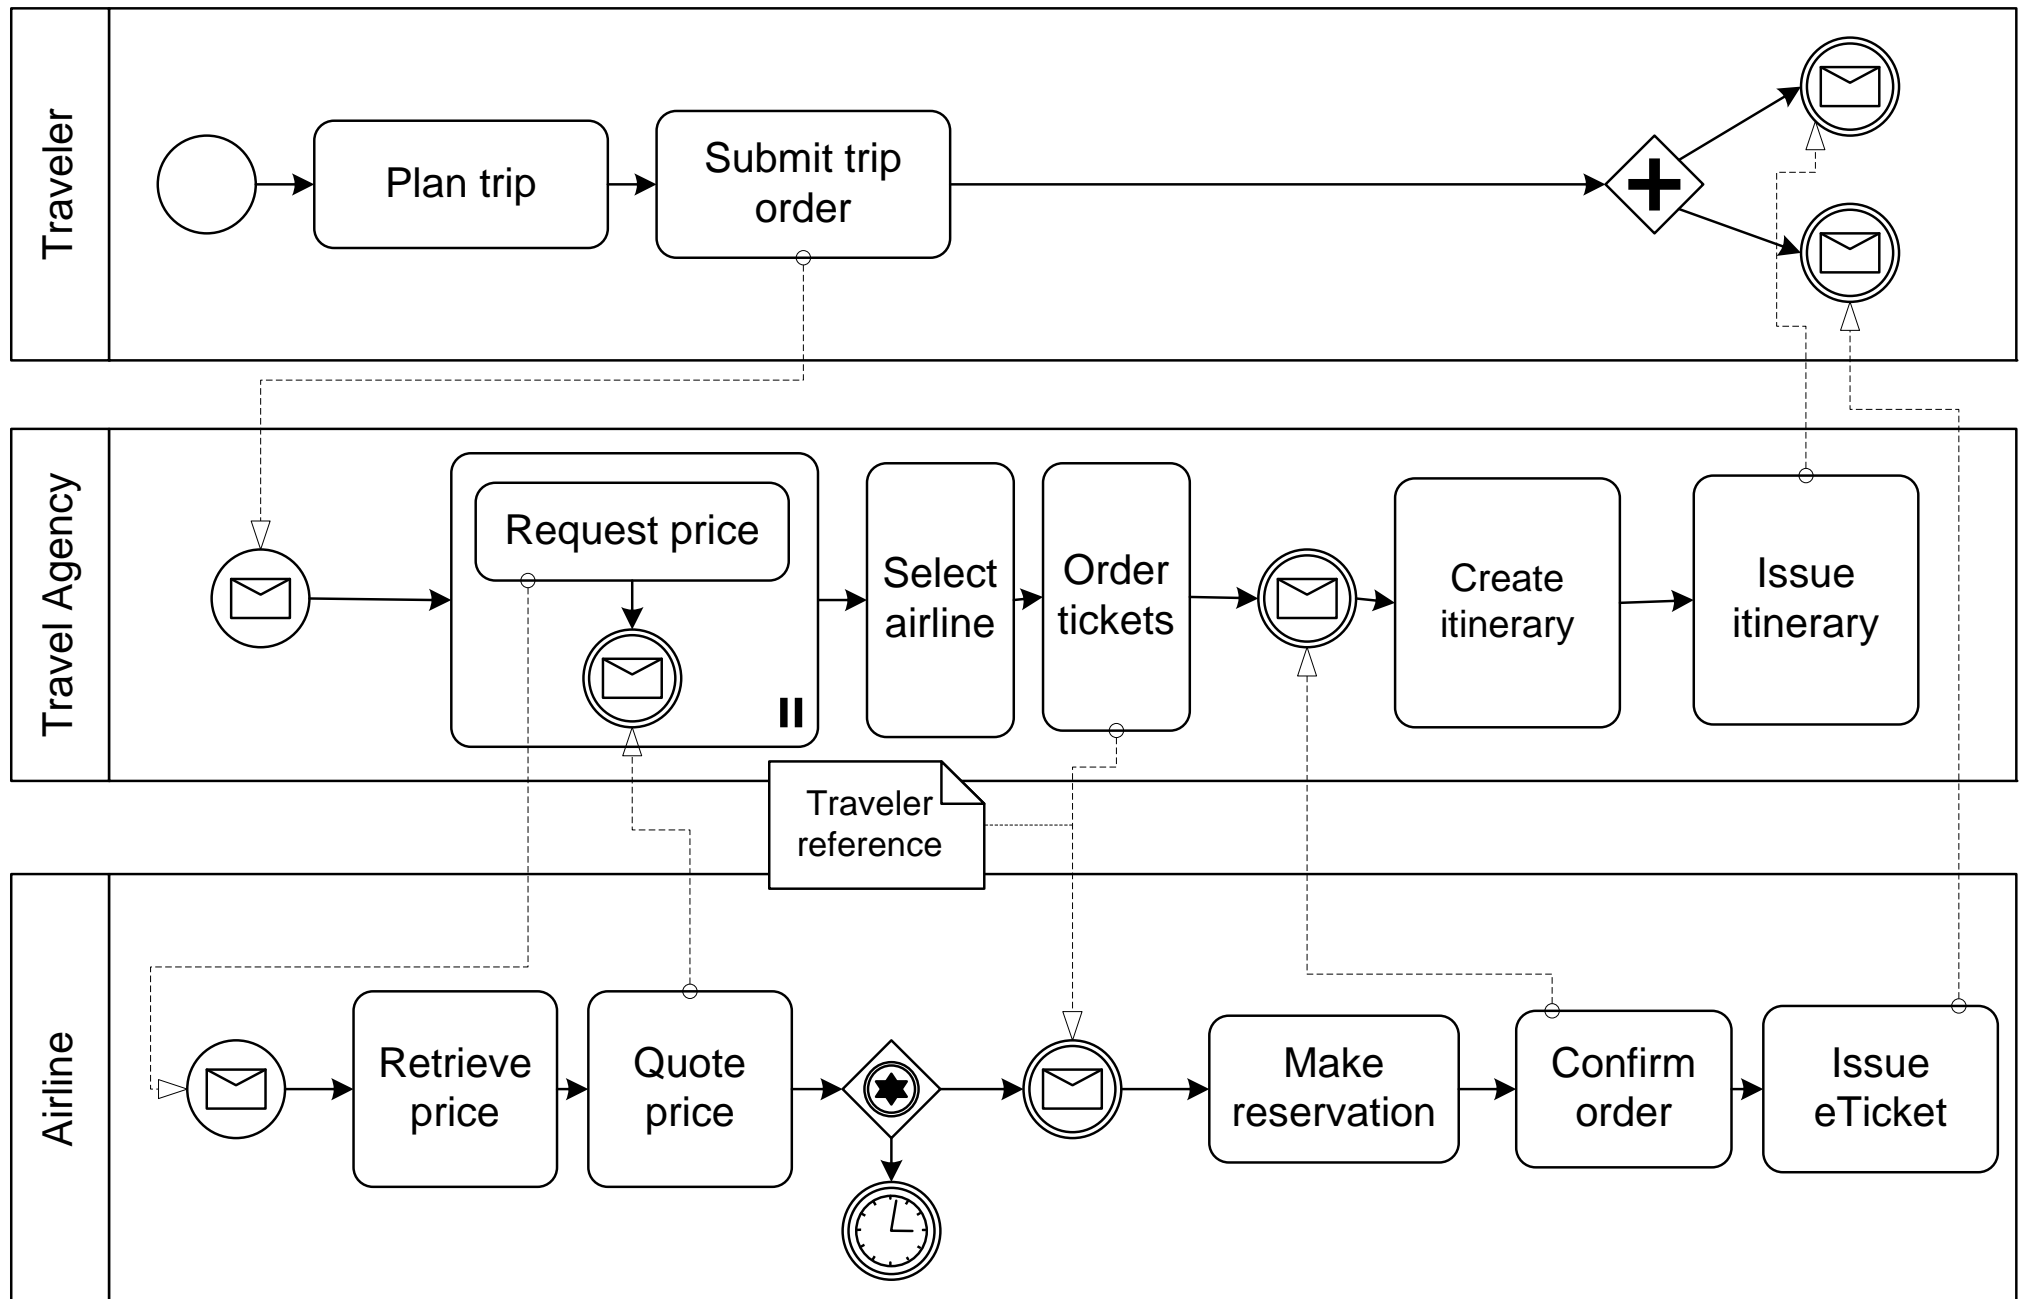 Traveler
Plan trip
Submit trip
order
Travel Agency
Request price
Select
airline
Order
tickets
Create
itinerary
Issue
itinerary
Traveler
reference
Airline
Retrieve
price
Quote
price
Make
reservation
Confirm
order
Issue
eTicket